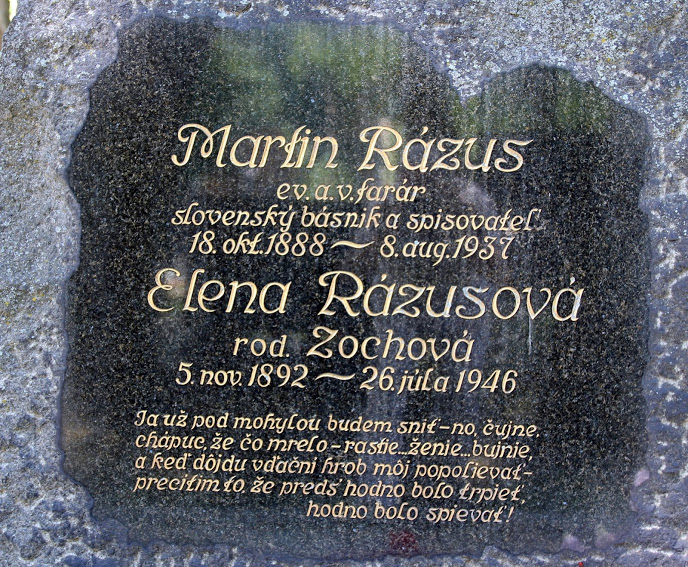 Martin Rázus
ev. a. v. farár
slovenský básnik a spisovateľ
18. okt. 1888 – 8. aug. 1937
Elena Rázusová
rod. Zochová
5. nov. 1892 – 26. júla 1946
Ja už pod mohylou budem sniť – no, čujne,
chápuc, že čo mrelo – rastie...ženie...bujnie,
a keď dôjdu vďační hrob môj popolievať –
precítim to, že predsʼ hodno bolo trpieť,
hodno bolo spievať!